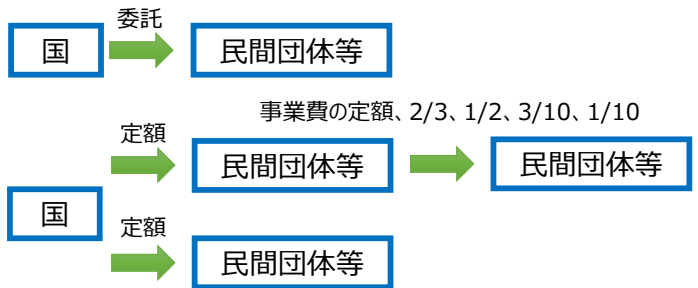 委託
国
民間団体等
事業費の定額、2/3、1/2、3/10、1/10
定額
民間団体等
民間団体等
国
定額
民間団体等